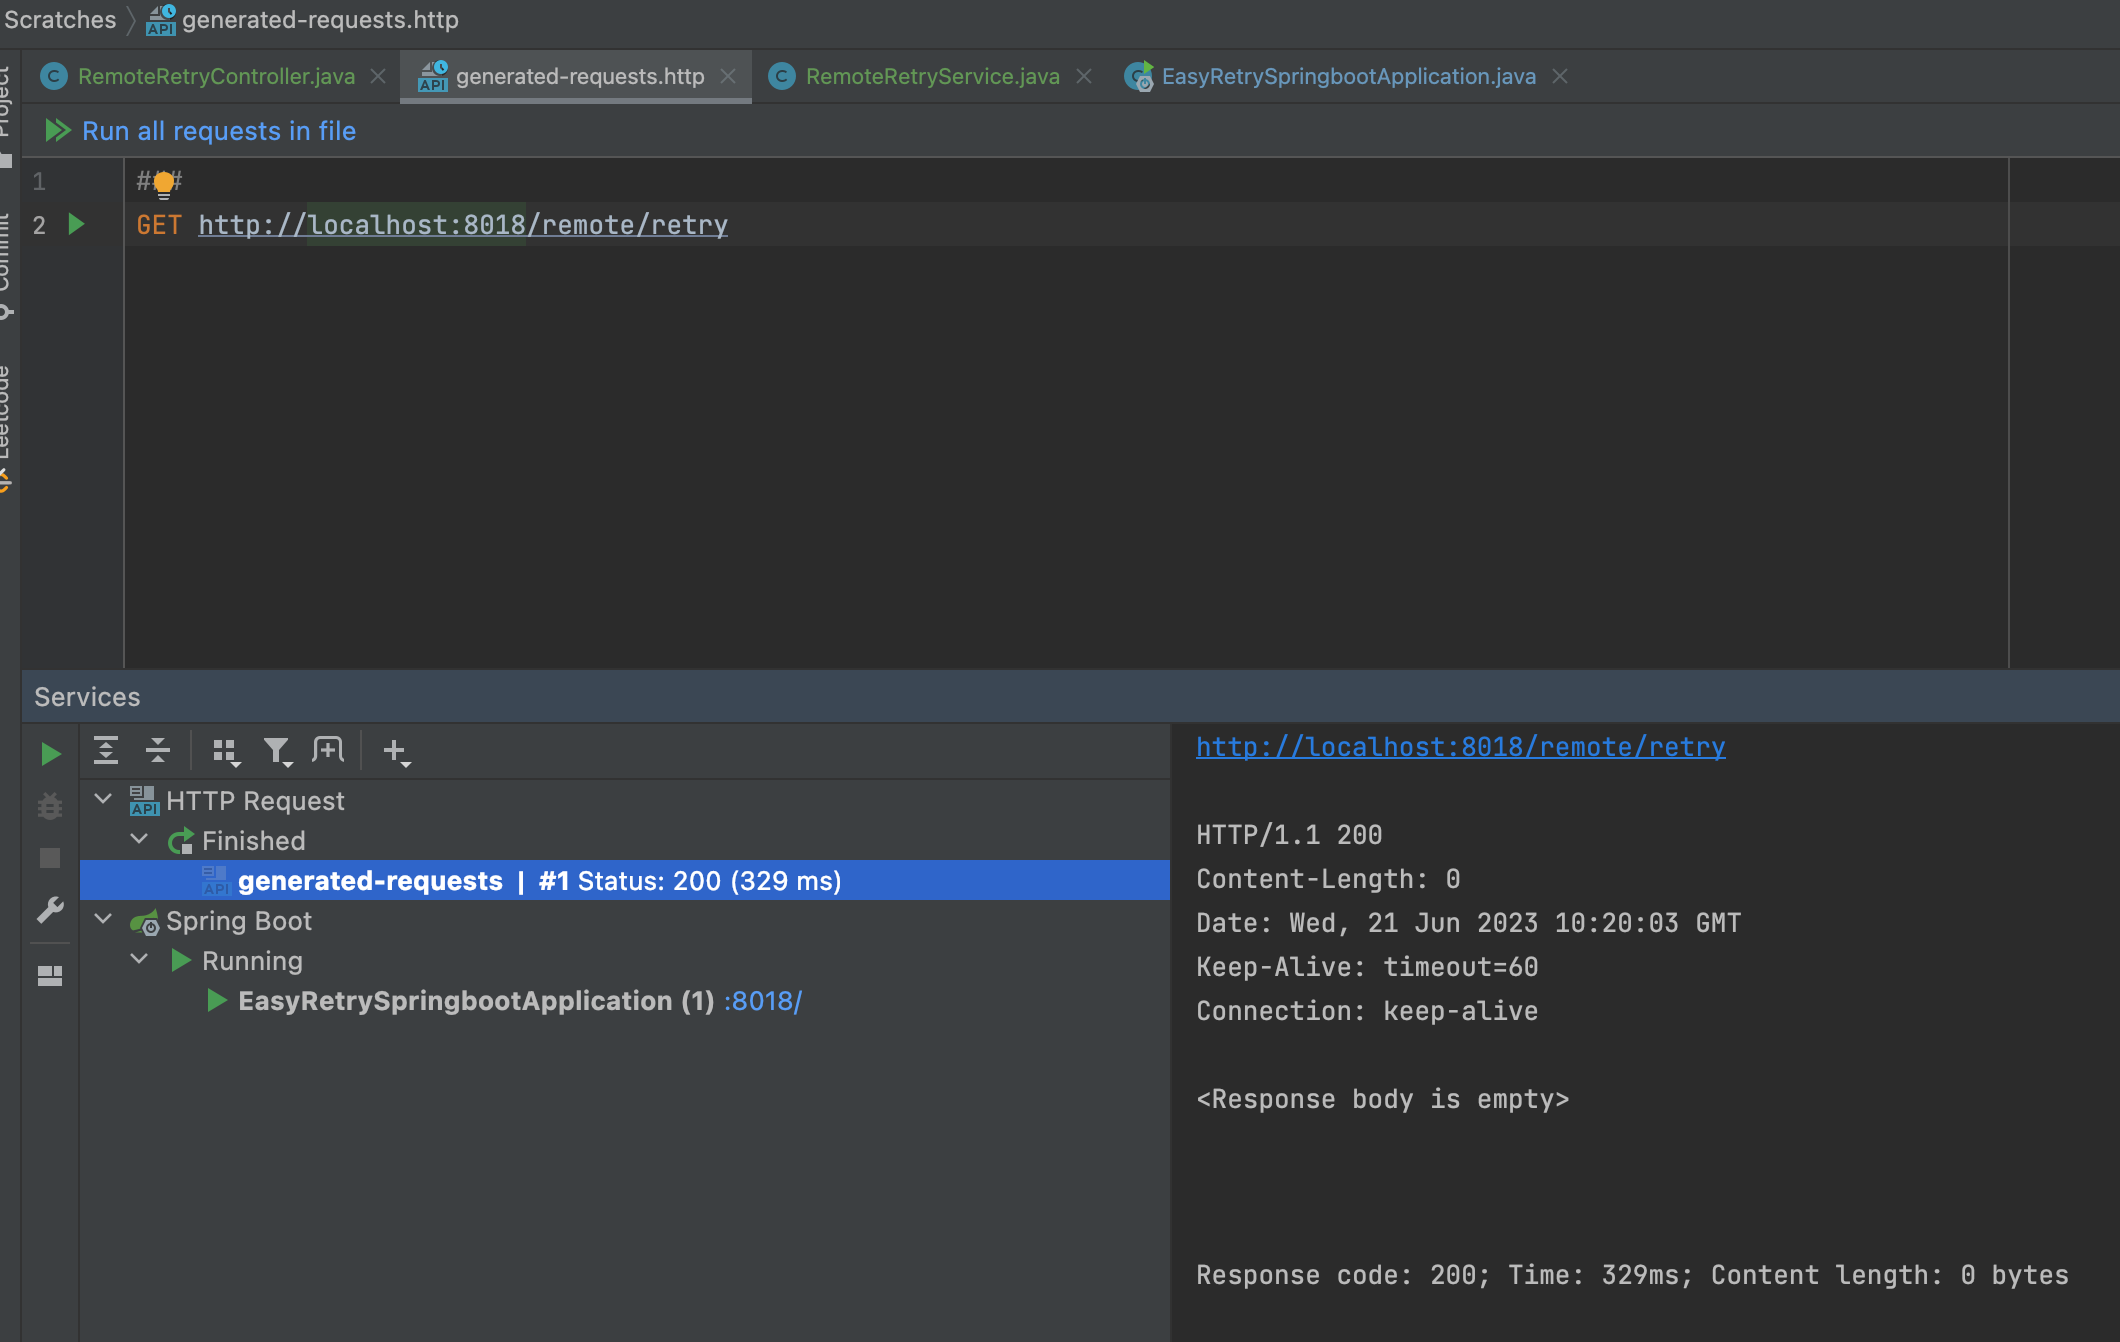 Scratches generated-requests.http
RemoteRetryController.java generated-requests.http RemoteRetryService.java EasyRetrySpringbootApplication.java
Run all requests in file
1 ###
2 GET http://localhost:8018/remote/retry
Project
Commit
Leetcode
Services
HTTP Request
Finished
generated-requests | #1 Status: 200 (329 ms)
Spring Boot
Running
EasyRetrySpringbootApplication (1) :8018/
http://localhost:8018/remote/retry
HTTP/1.1 200
Content-Length: 0
Date: Wed, 21 Jun 2023 10:20:03 GMT
Keep-Alive: timeout=60
Connection: keep-alive
<Response body is empty>
Response code: 200; Time: 329ms; Content length: 0 bytes